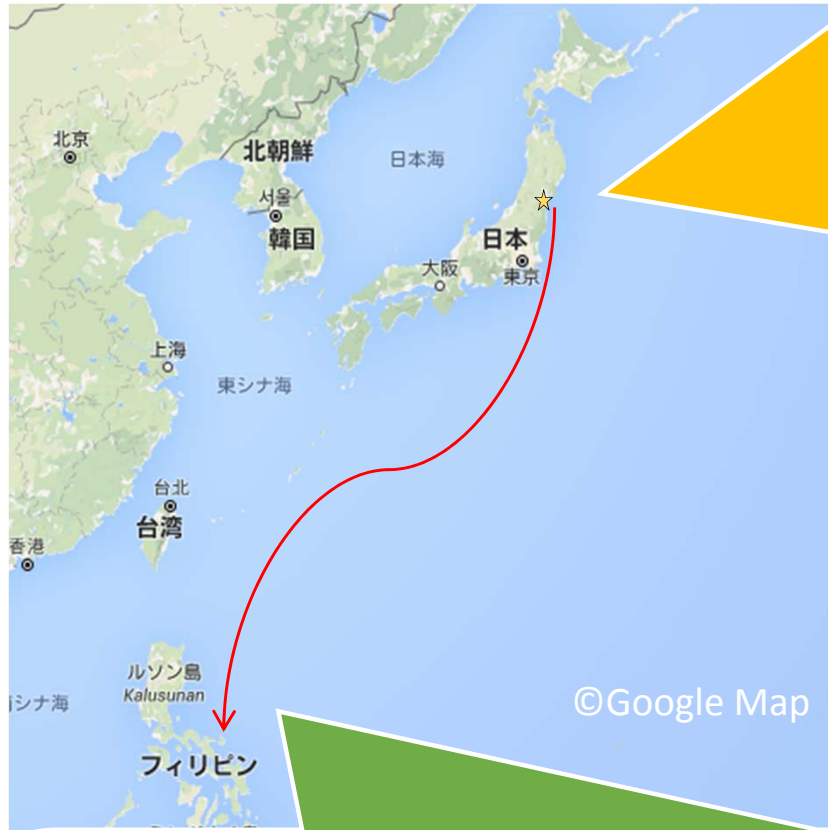 北京
北朝鮮
日本海
서울
韓国
日本
大阪
東京
上海
東シナ海
台北
台湾
香港
ルソン島
Kalusunan
シナ海
©Google Map
フィリピン